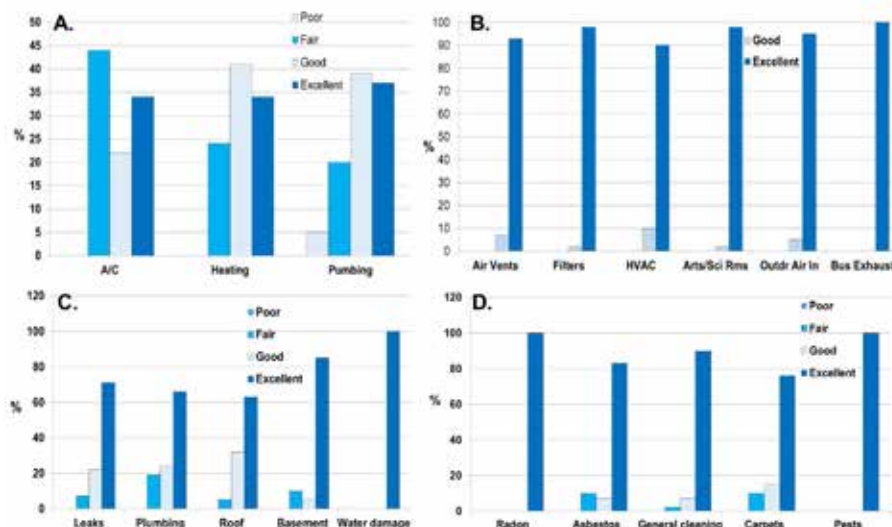 A.
Poor
Fair
Good
Excellent
50
45
40
35
30
25
20
15
10
5
0
%
A/C Heating Pumbing
B.
Good
Excellent
100
90
80
70
60
50
40
30
20
10
0
%
Air Vents Filters HVAC Arts/Sci Rms Outdr Air In Bus Exhaust
C.
Poor
Fair
Good
Excellent
120
100
80
60
40
20
0
%
Leaks Plumbing Roof Basement Water damage
D.
Poor
Fair
Good
Excellent
120
100
80
60
40
20
0
%
Radon Asbestos General cleaning Carpets Pests